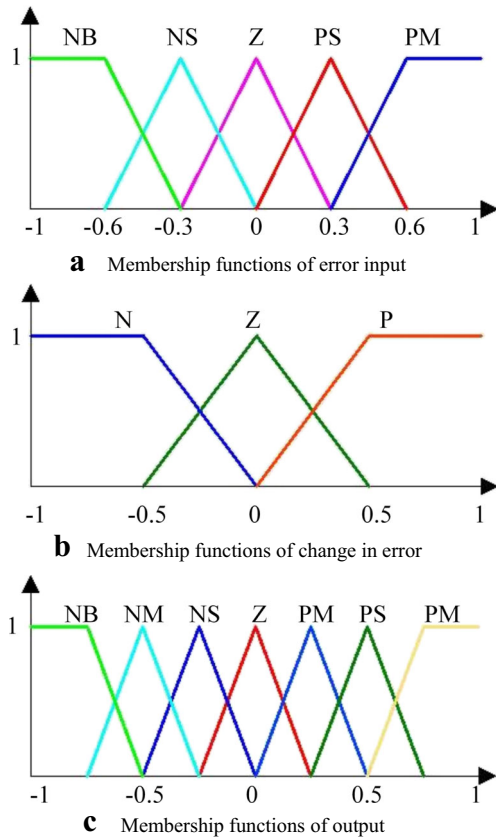 NB NS Z PS PM
1
-1 -0.6 -0.3 0 0.3 0.6 1
a Membership functions of error input
N Z P
1
-1 -0.5 0 0.5 1
b Membership functions of change in error
NB NM NS Z PM PS PM
1
-1 -0.5 0 0.5 1
c Membership functions of output